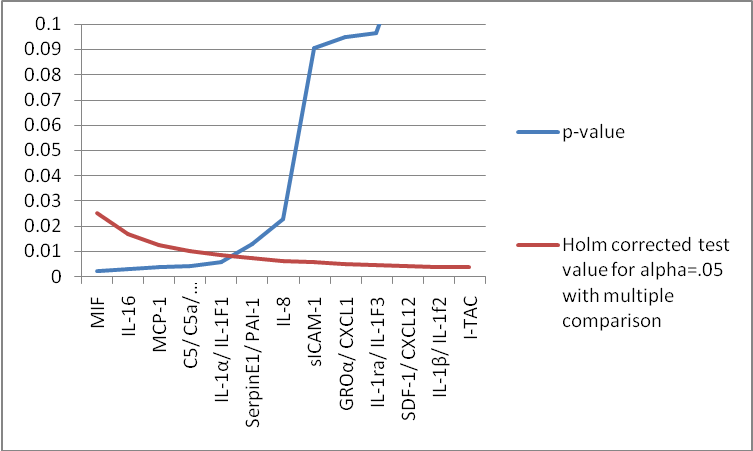 0.1
0.09
0.08
0.07
0.06
0.05
0.04
0.03
0.02
0.01
0
MIF
IL-16
MCP-1
C5/ C5a/…
IL-1α/ IL-1F1
SerpinE1/ PAI-1
IL-8
sICAM-1
GROα/ CXCL1
IL-1ra/ IL-1F3
SDF-1/ CXCL12
IL-1β/ IL-1f2
I-TAC
p-value
Holm corrected test
value for alpha=.05
with multiple
comparison